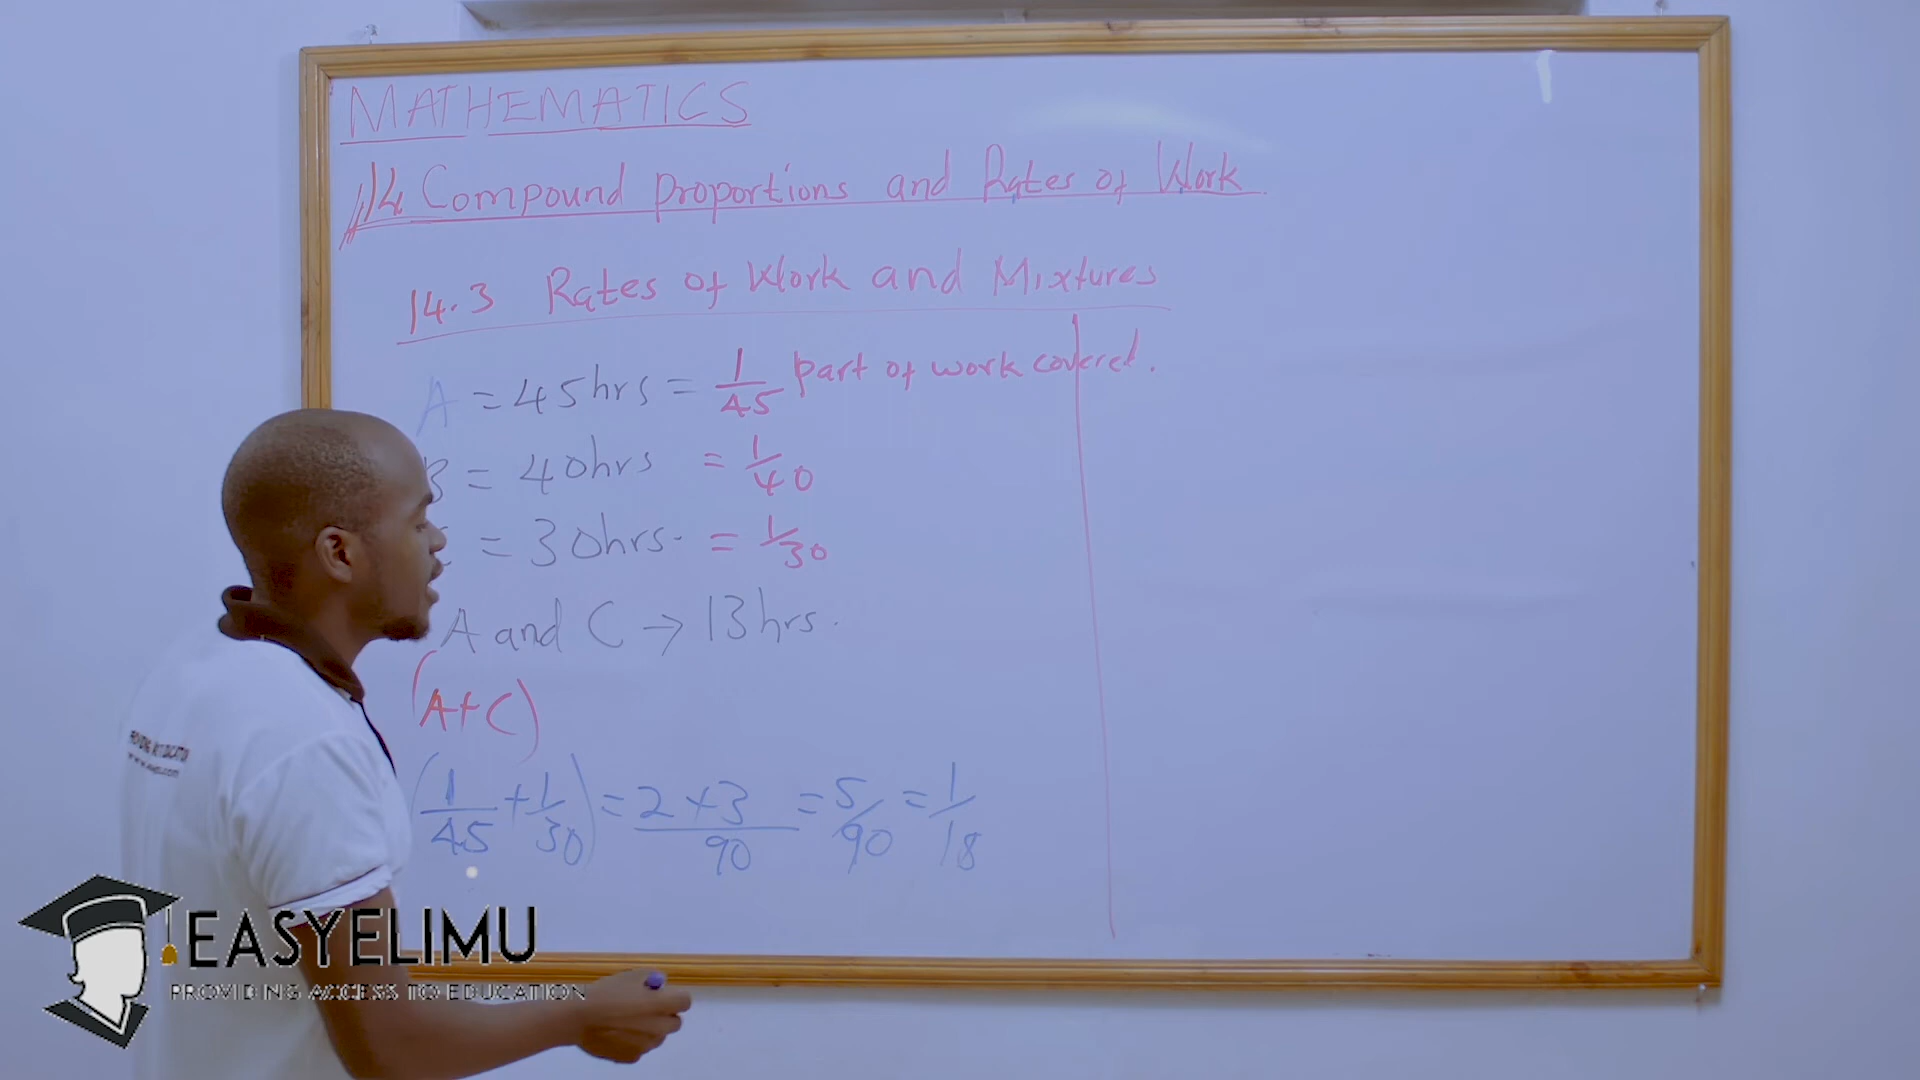 MATHEMATICS
14 Compound proportions and Rates of Work
14.3 Rates of Work and Mixtures
A = 45hrs = 1/45 part of work covered.
B = 40hrs = 1/40
= 30hrs. = 1/30
A and C → 13hrs.
(A+C)
(1/45 + 1/30) = 2+3/90 = 5/90 = 1/18
EASYELIMU
PROVIDING ACCESS TO EDUCATION